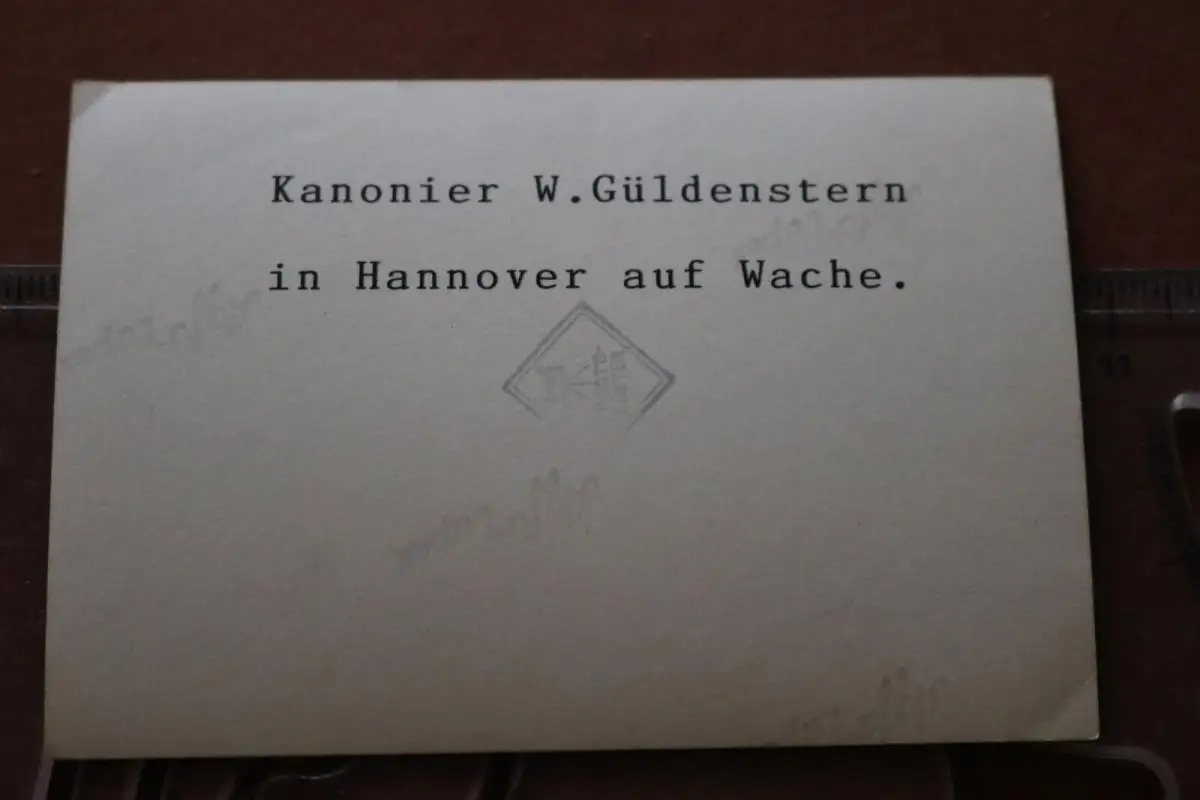 Kanonier W.Güldenstern
in Hannover auf Wache.